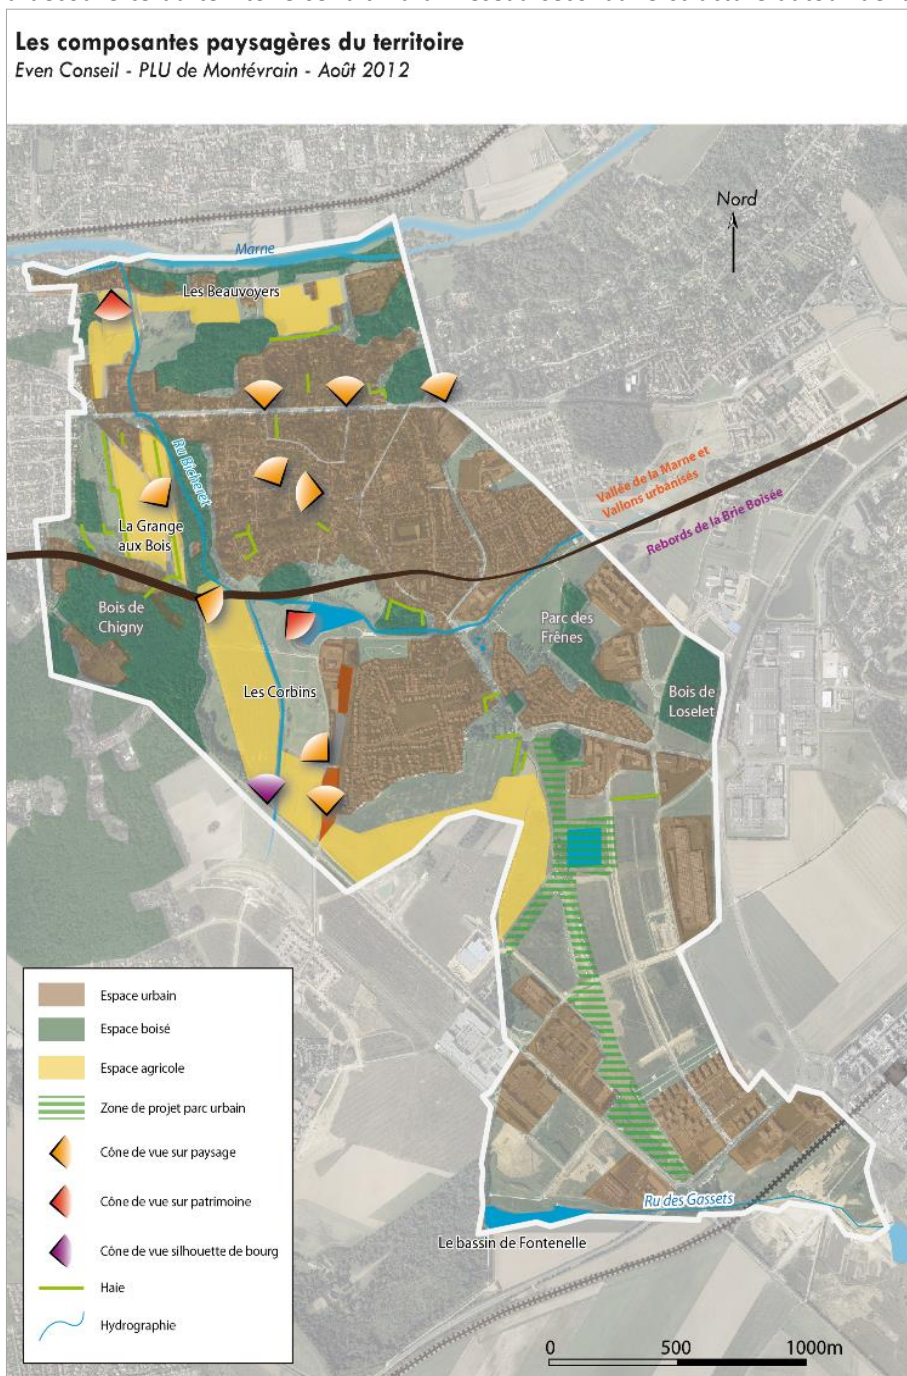 Les composantes paysagères du territoire
Even Conseil - PLU de Montévrain - Août 2012
Nord
Marne
Les Beauvoyers
Ru Bicheret
Vallée de la Marne et
Vallons urbanisés
Rebords de la Brie Boisée
La Grange
aux Bois
Bois de
Chigny
Parc des
Frênes
Les Corbins
Bois de
Loselet
Espace urbain
Espace boisé
Espace agricole
Zone de projet parc urbain
Cône de vue sur paysage
Cône de vue sur patrimoine
Cône de vue silhouette de bourg
Haie
Hydrographie
Ru des Gassets
Le bassin de Fontenelle
0 500 1000m